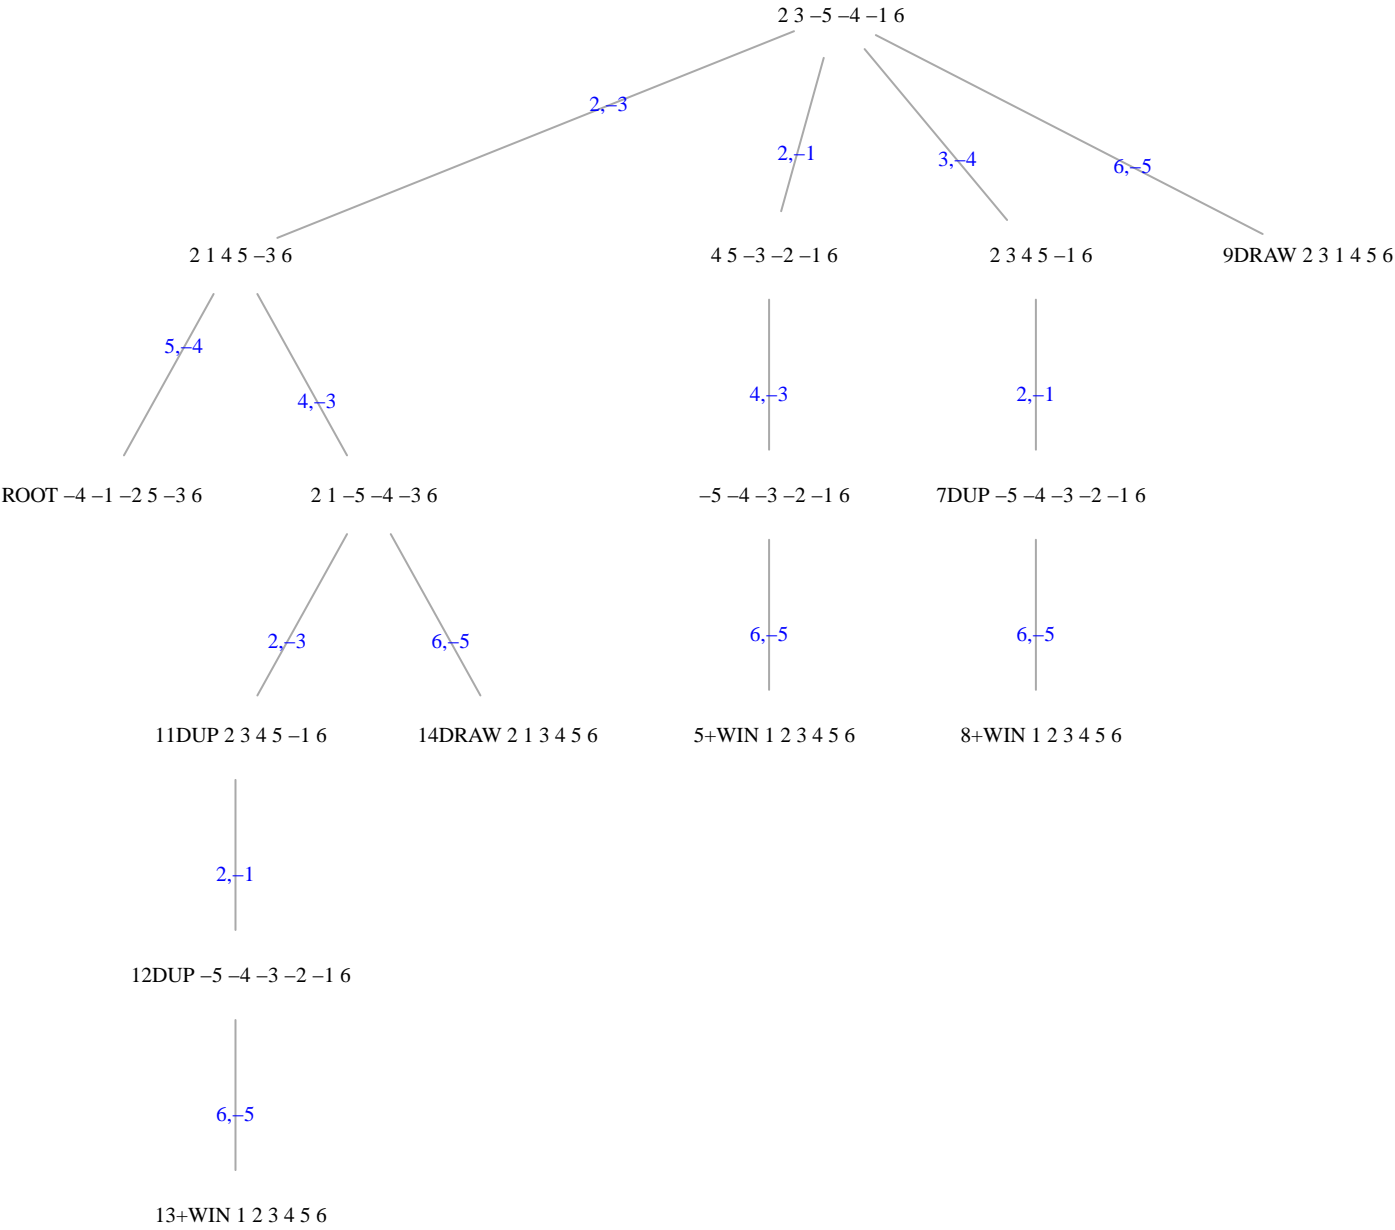 2 3 –5 –4 –1 6
2,–3
2,–1
3,–4
6,–5
2 1 4 5 –3 6
4 5 –3 –2 –1 6
2 3 4 5 –1 6
9DRAW 2 3 1 4 5 6
5,–4
4,–3
4,–3
2,–1
ROOT –4 –1 –2 5 –3 6
2 1 –5 –4 –3 6
–5 –4 –3 –2 –1 6
7DUP –5 –4 –3 –2 –1 6
2,–3
6,–5
6,–5
6,–5
11DUP 2 3 4 5 –1 6
14DRAW 2 1 3 4 5 6
5+WIN 1 2 3 4 5 6
8+WIN 1 2 3 4 5 6
2,–1
12DUP –5 –4 –3 –2 –1 6
6,–5
13+WIN 1 2 3 4 5 6